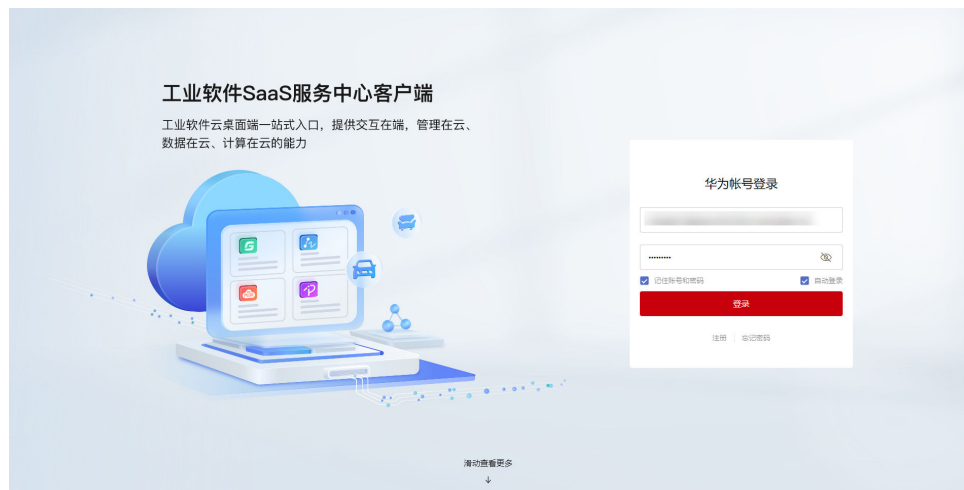 工业软件SaaS服务中心客户端
工业软件云桌面端一站式入口，提供交互在端，管理在云、
数据在云、计算在云的能力
华为帐号登录
记住账号和密码
自动登录
登录
注册
忘记密码
滑动查看更多